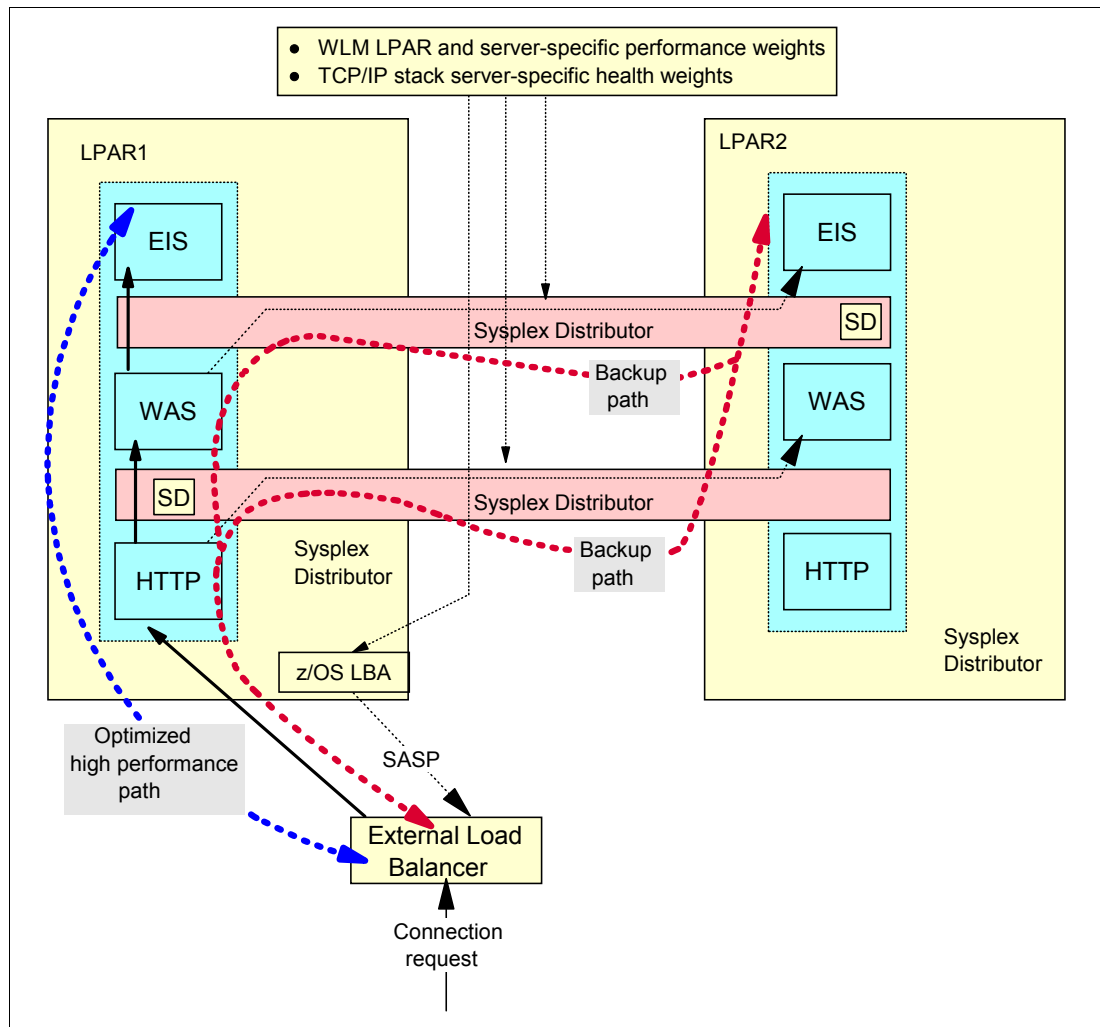 ● WLM LPAR and server-specific performance weights
● TCP/IP stack server-specific health weights
LPAR1
LPAR2
EIS
EIS
Sysplex Distributor
SD
Backup
path
WAS
WAS
SD
Sysplex Distributor
Backup
path
HTTP
HTTP
Sysplex
Distributor
Sysplex
Distributor
z/OS LBA
Optimized
high performance
path
SASP
External Load
Balancer
Connection
request